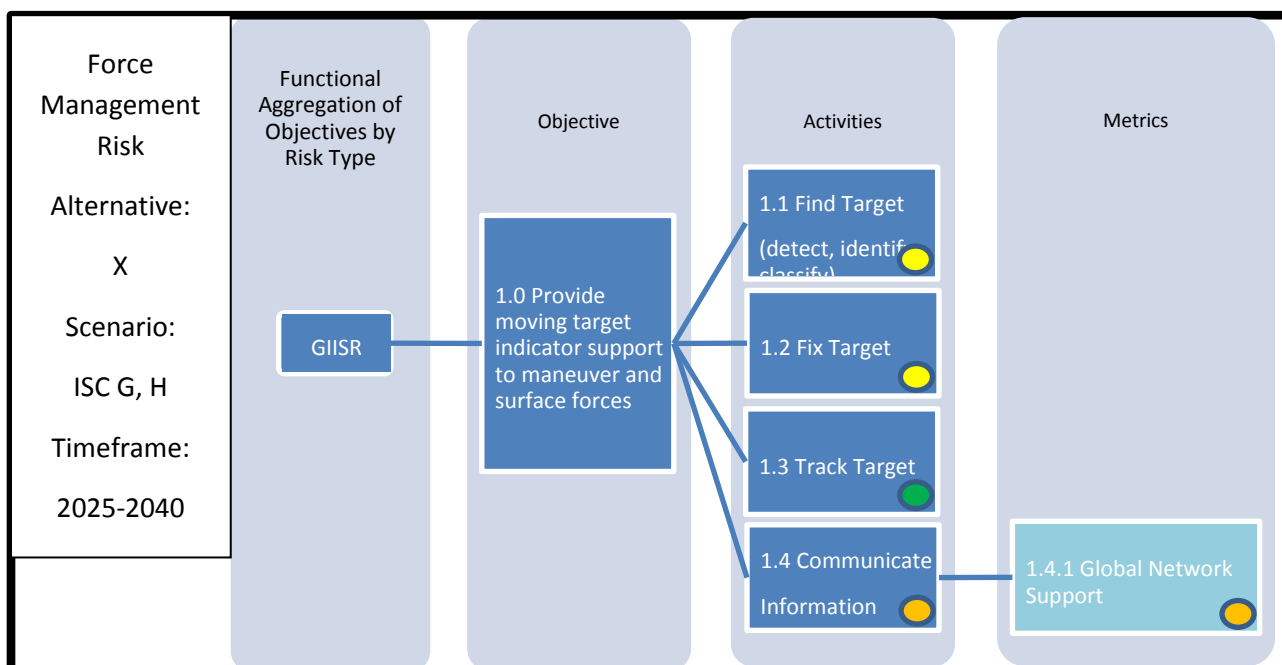 Force
Management
Risk
Alternative:
X
Scenario:
ISC G, H
Timeframe:
2025-2040
Functional
Aggregation of
Objectives by
Risk Type
Objective
Activities
Metrics
GIISR
1.0 Provide
moving target
indicator support
to maneuver and
surface forces
1.1 Find Target
(detect, identify
classify)
1.2 Fix Target
1.3 Track Target
1.4 Communicate
Information
1.4.1 Global Network
Support